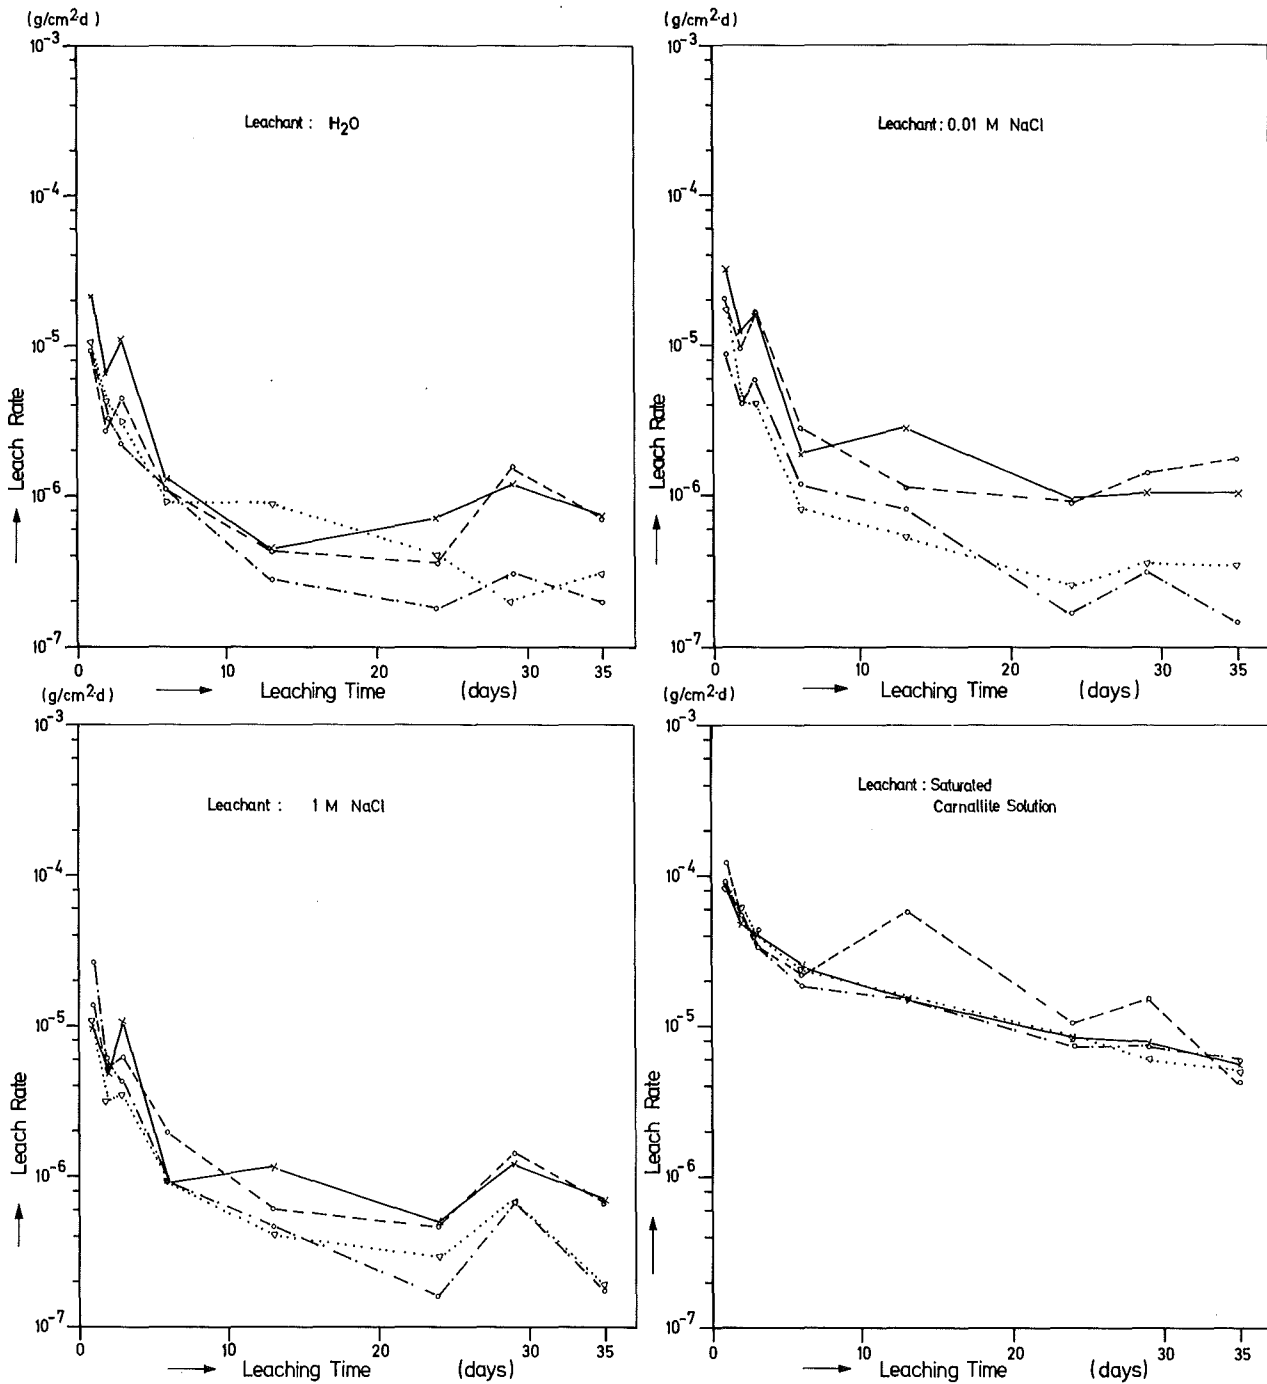 (g/cm²d)
10⁻³
10⁻⁴
10⁻⁵
10⁻⁶
10⁻⁷
Leach Rate
Leachant : H₂O
0 10 20 30 35
Leaching Time (days)
(g/cm²·d)
10⁻³
10⁻⁴
10⁻⁵
10⁻⁶
10⁻⁷
Leach Rate
Leachant : 0.01 M NaCl
0 10 20 30 35
Leaching Time (days)
(g/cm²·d)
10⁻³
10⁻⁴
10⁻⁵
10⁻⁶
10⁻⁷
Leach Rate
Leachant : 1 M NaCl
0 10 20 30 35
Leaching Time (days)
(g/cm²·d)
10⁻³
10⁻⁴
10⁻⁵
10⁻⁶
10⁻⁷
Leach Rate
Leachant : Saturated
Carnallite Solution
0 10 20 30 35
Leaching Time (days)